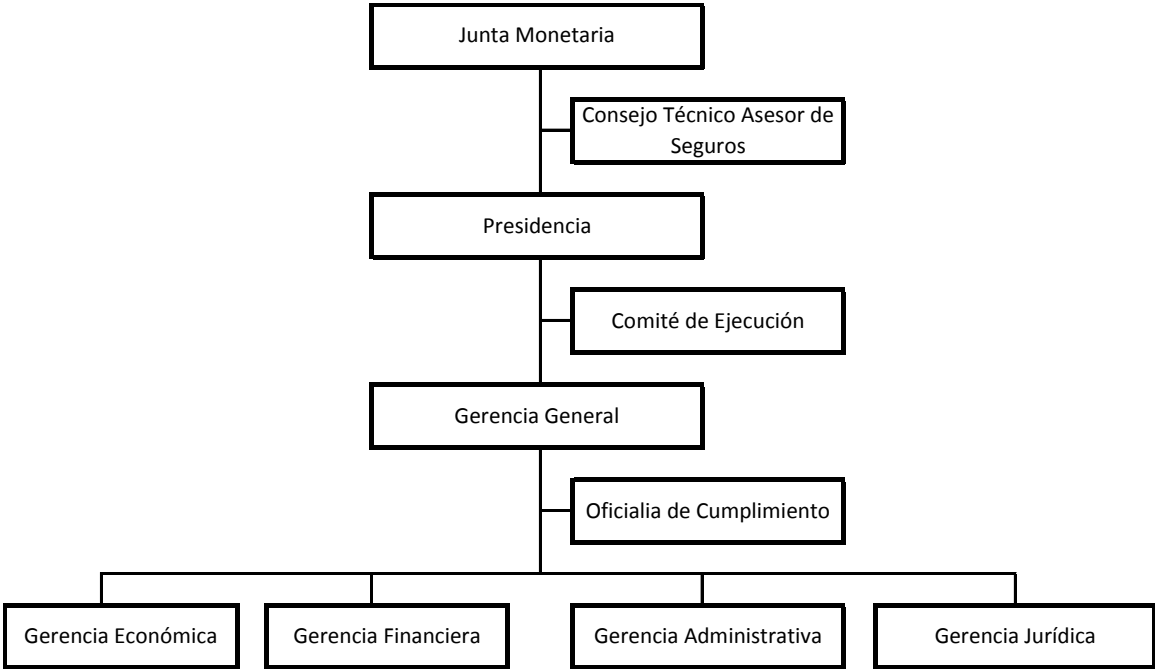 Junta Monetaria
Consejo Técnico Asesor de
Seguros
Presidencia
Comité de Ejecución
Gerencia General
Oficialia de Cumplimiento
Gerencia Económica
Gerencia Financiera
Gerencia Administrativa
Gerencia Jurídica